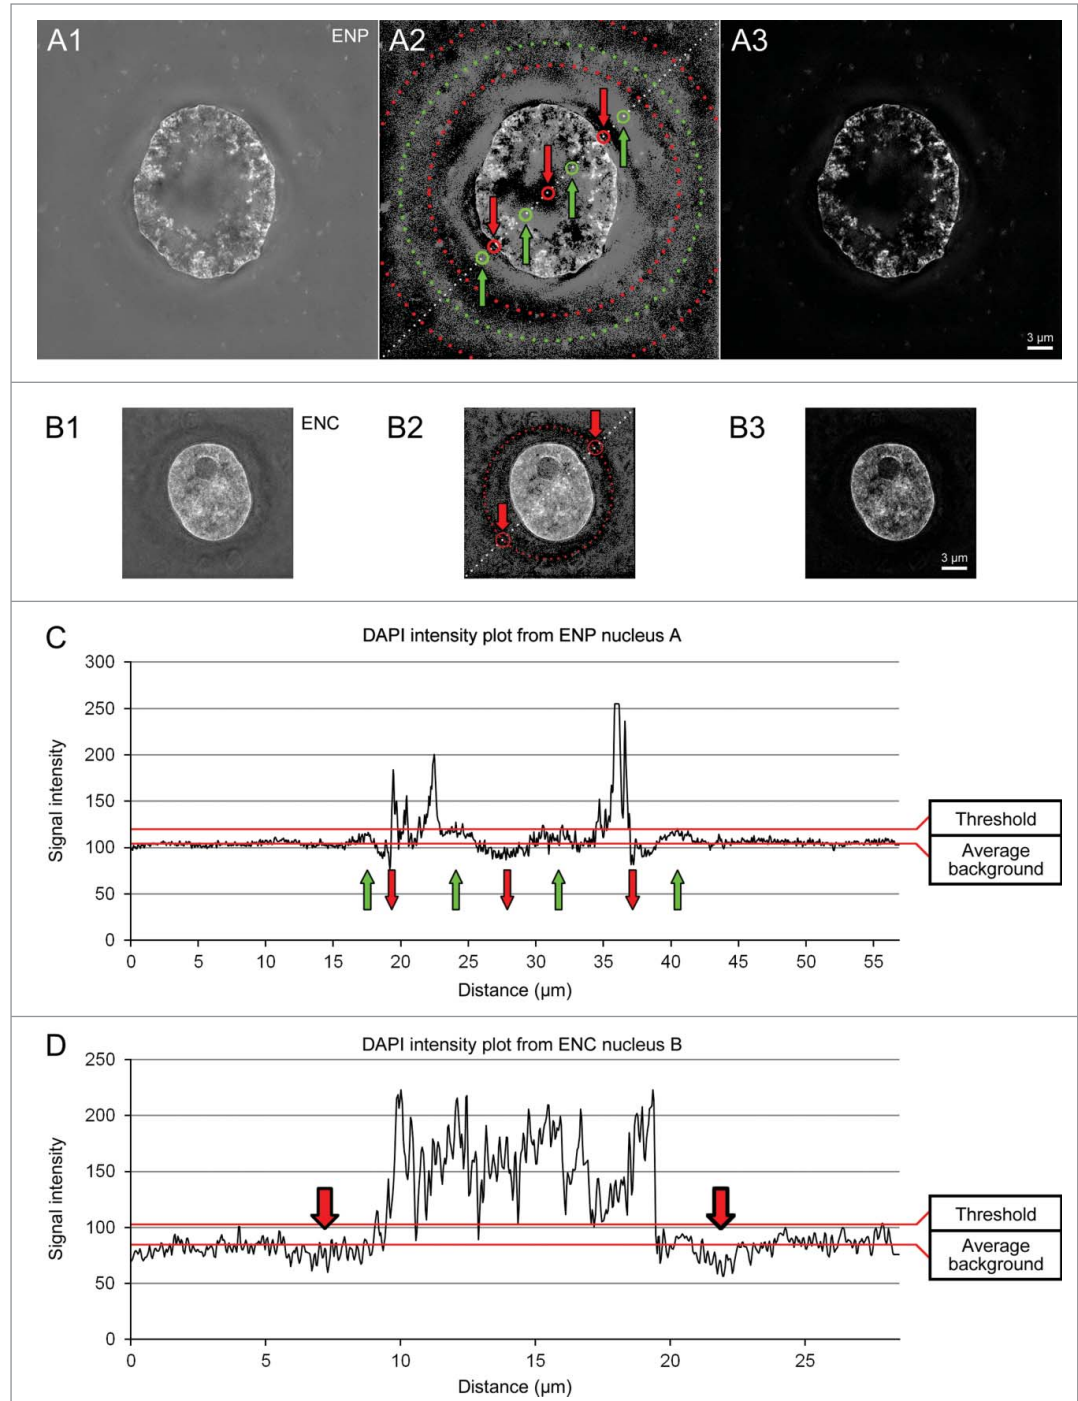 A1
ENP
A2
A3
3 µm
B1
ENC
B2
B3
3 µm
C
DAPI intensity plot from ENP nucleus A
300
250
200
150
100
50
0
Signal intensity
0 5 10 15 20 25 30 35 40 45 50 55
Distance (µm)
Threshold
Average
background
D
DAPI intensity plot from ENC nucleus B
250
200
150
100
50
0
Signal intensity
0 5 10 15 20 25
Distance (µm)
Threshold
Average
background